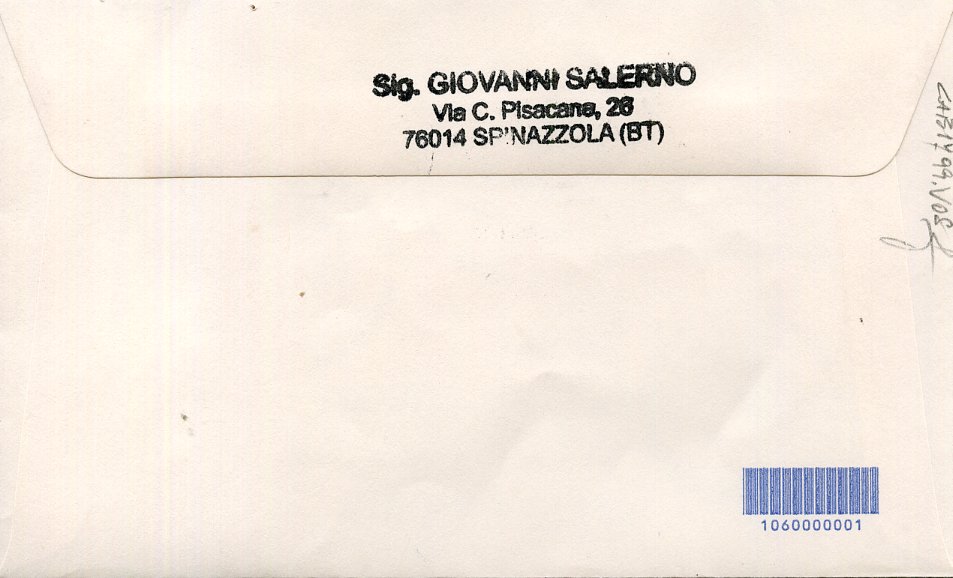 Sig. GIOVANNI SALERNO
Via C. Pisacane, 26
76014 SPINAZZOLA (BT)
1060000001